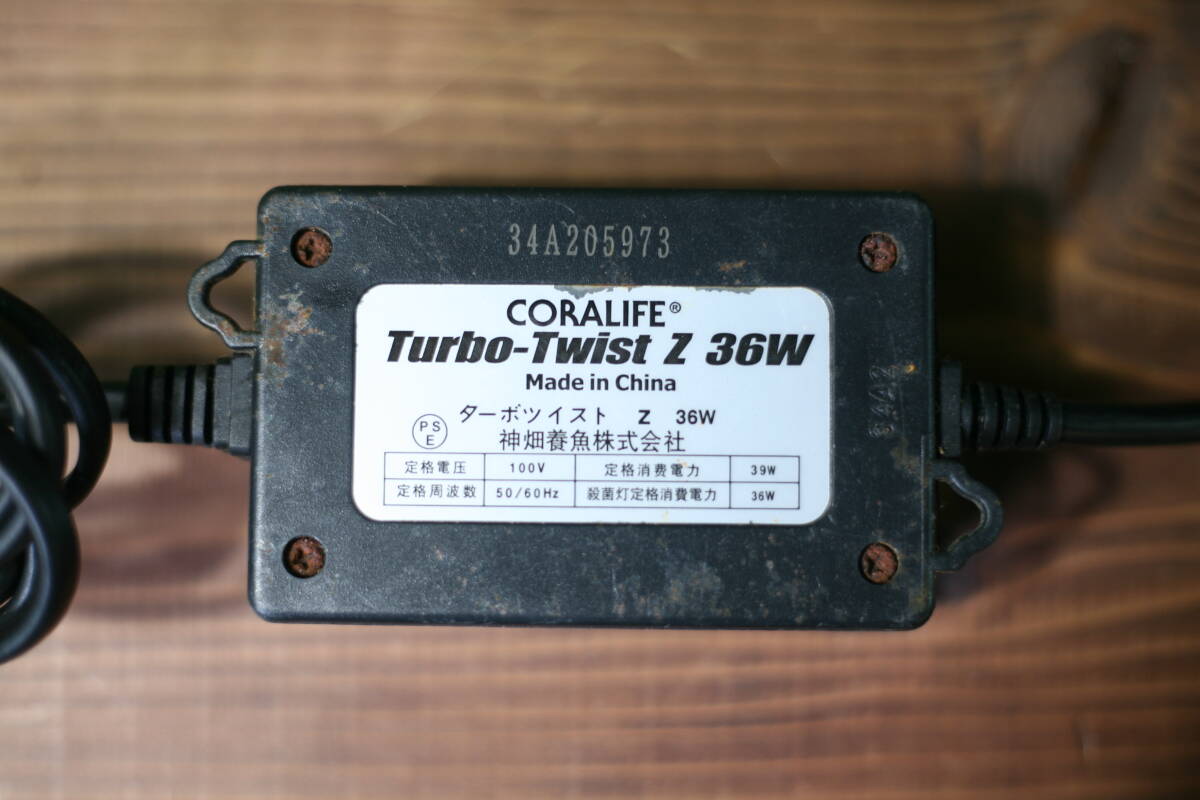 34A205973
CORALIFE®
Turbo-Twist Z 36W
Made in China
ターボツイスト Z 36W
PS
E
神畑養魚株式会社
定格電圧 100V 定格消費電力 39W
定格周波数 50/60Hz 殺菌灯定格消費電力 36W